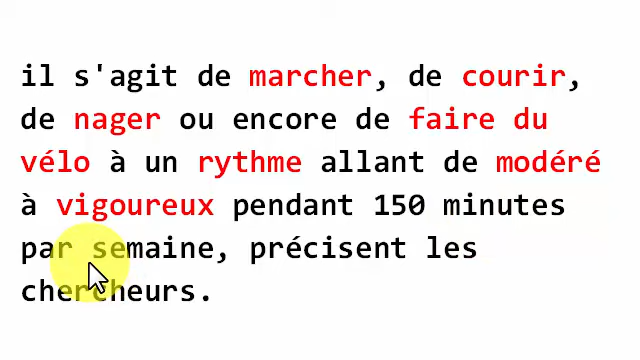 il s'agit de marcher, de courir,
de nager ou encore de faire du
vélo à un rythme allant de modéré
à vigoureux pendant 150 minutes
par semaine, précisent les
chercheurs.